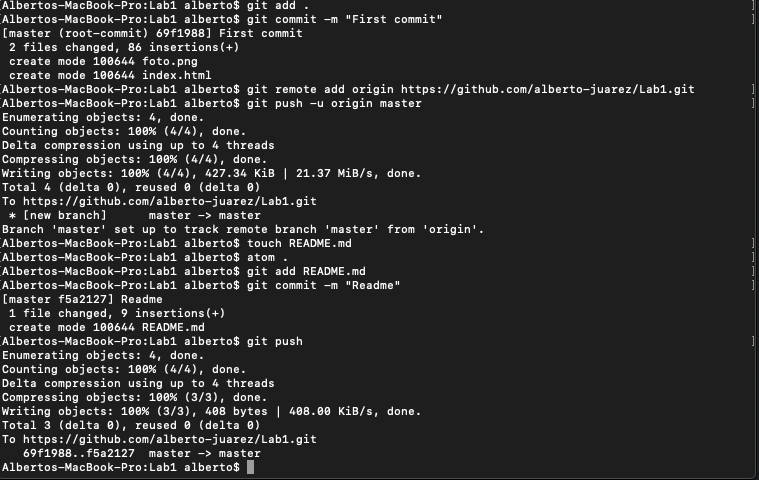 [Albertos-MacBook-Pro:Lab1 alberto$ git add . ]
[Albertos-MacBook-Pro:Lab1 alberto$ git commit -m "First commit" ]
[master (root-commit) 69f1988] First commit
 2 files changed, 86 insertions(+)
 create mode 100644 foto.png
 create mode 100644 index.html
[Albertos-MacBook-Pro:Lab1 alberto$ git remote add origin https://github.com/alberto-juarez/Lab1.git ]
[Albertos-MacBook-Pro:Lab1 alberto$ git push -u origin master ]
Enumerating objects: 4, done.
Counting objects: 100% (4/4), done.
Delta compression using up to 4 threads
Compressing objects: 100% (4/4), done.
Writing objects: 100% (4/4), 427.34 KiB | 21.37 MiB/s, done.
Total 4 (delta 0), reused 0 (delta 0)
To https://github.com/alberto-juarez/Lab1.git
 * [new branch]      master -> master
Branch 'master' set up to track remote branch 'master' from 'origin'.
[Albertos-MacBook-Pro:Lab1 alberto$ touch README.md ]
[Albertos-MacBook-Pro:Lab1 alberto$ atom . ]
[Albertos-MacBook-Pro:Lab1 alberto$ git add README.md ]
[Albertos-MacBook-Pro:Lab1 alberto$ git commit -m "Readme" ]
[master f5a2127] Readme
 1 file changed, 9 insertions(+)
 create mode 100644 README.md
[Albertos-MacBook-Pro:Lab1 alberto$ git push ]
Enumerating objects: 4, done.
Counting objects: 100% (4/4), done.
Delta compression using up to 4 threads
Compressing objects: 100% (3/3), done.
Writing objects: 100% (3/3), 408 bytes | 408.00 KiB/s, done.
Total 3 (delta 0), reused 0 (delta 0)
To https://github.com/alberto-juarez/Lab1.git
   69f1988..f5a2127  master -> master
Albertos-MacBook-Pro:Lab1 alberto$